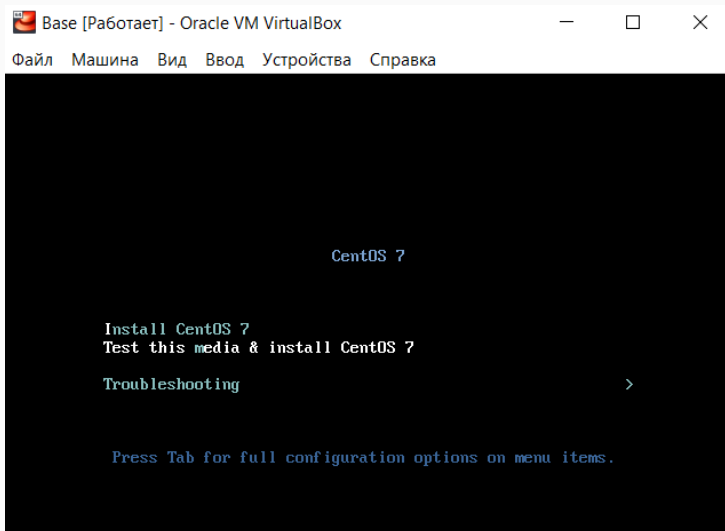 Base [Работает] - Oracle VM VirtualBox
Файл Машина Вид Ввод Устройства Справка
CentOS 7
Install CentOS 7
Test this media & install CentOS 7
Troubleshooting >
Press Tab for full configuration options on menu items.